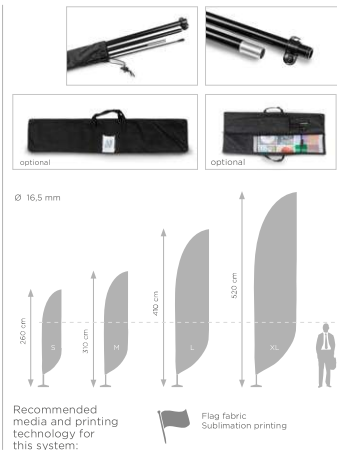 optional
optional
Ø 16,5 mm
260 cm
310 cm
410 cm
520 cm
S
M
L
XL
Recommended
media and printing
technology for
this system:
Flag fabric
Sublimation printing